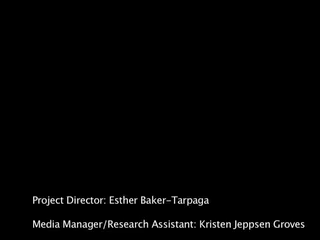 Project Director: Esther Baker-Tarpaga
Media Manager/Research Assistant: Kristen Jeppsen Groves